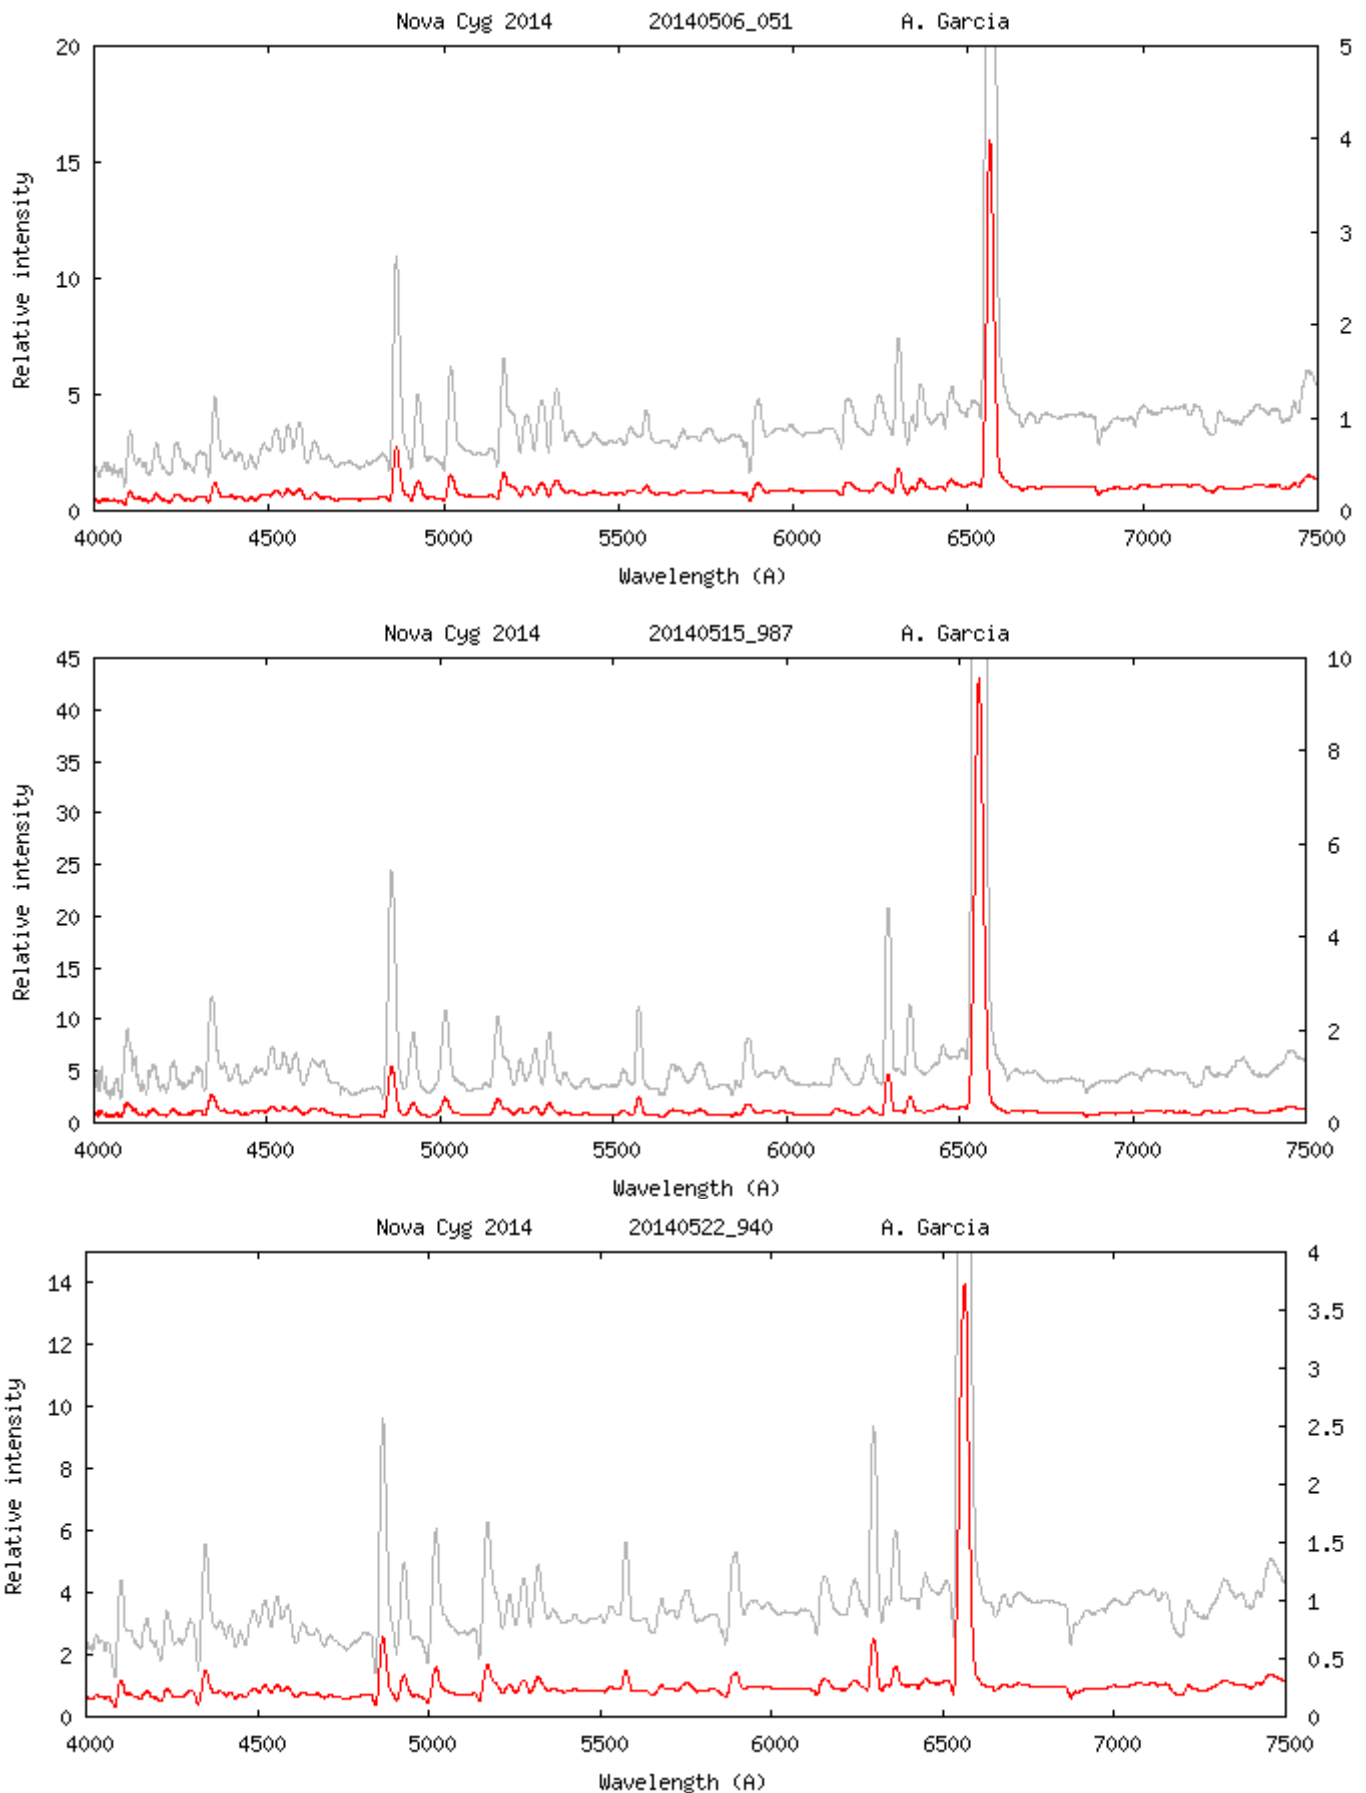 Nova Cyg 2014 20140506_051 A. Garcia
20 5
15 4
3
10
2
5
1
0 0
4000 4500 5000 5500 6000 6500 7000 7500
Relative intensity
Wavelength (A)
Nova Cyg 2014 20140515_987 A. Garcia
45 10
40
35 8
30
25 6
20
15 4
10
5 2
0 0
4000 4500 5000 5500 6000 6500 7000 7500
Relative intensity
Wavelength (A)
Nova Cyg 2014 20140522_940 A. Garcia
4
14
3.5
12
3
10
2.5
8
2
6
1.5
4
1
2
0.5
0 0
4000 4500 5000 5500 6000 6500 7000 7500
Relative intensity
Wavelength (A)